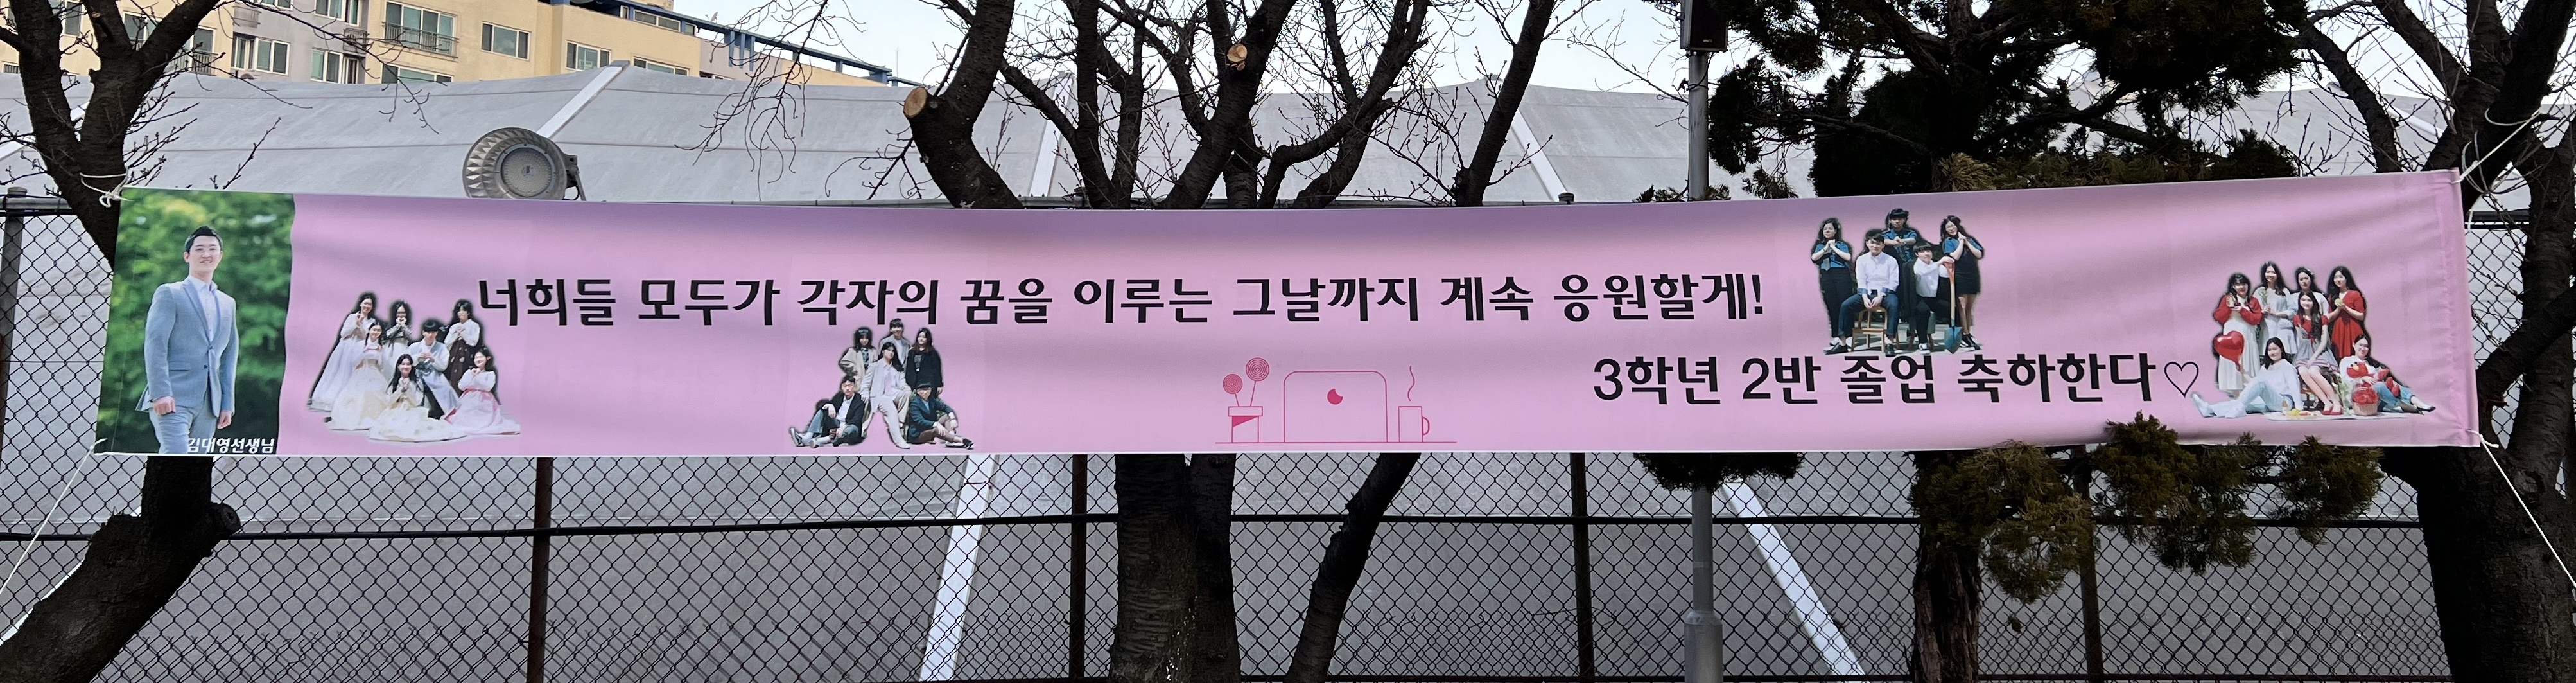 너희들 모두가 각자의 꿈을 이루는 그날까지 계속 응원할게!
3학년 2반 졸업 축하한다♡
김대영선생님